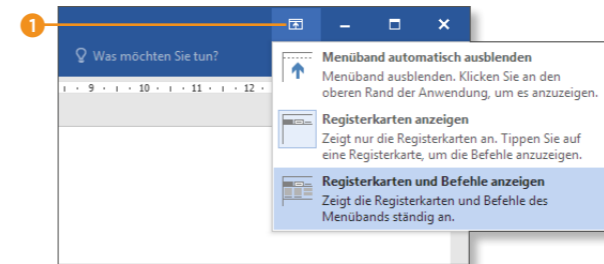 1
Was möchten Sie tun?
Menüband automatisch ausblenden
Menüband ausblenden. Klicken Sie an den
oberen Rand der Anwendung, um es anzuzeigen.
· 9 · ı · 10 · ı · 11 · ı · 12 ·
Registerkarten anzeigen
Zeigt nur die Registerkarten an. Tippen Sie auf
eine Registerkarte, um die Befehle anzuzeigen.
Registerkarten und Befehle anzeigen
Zeigt die Registerkarten und Befehle des
Menübands ständig an.